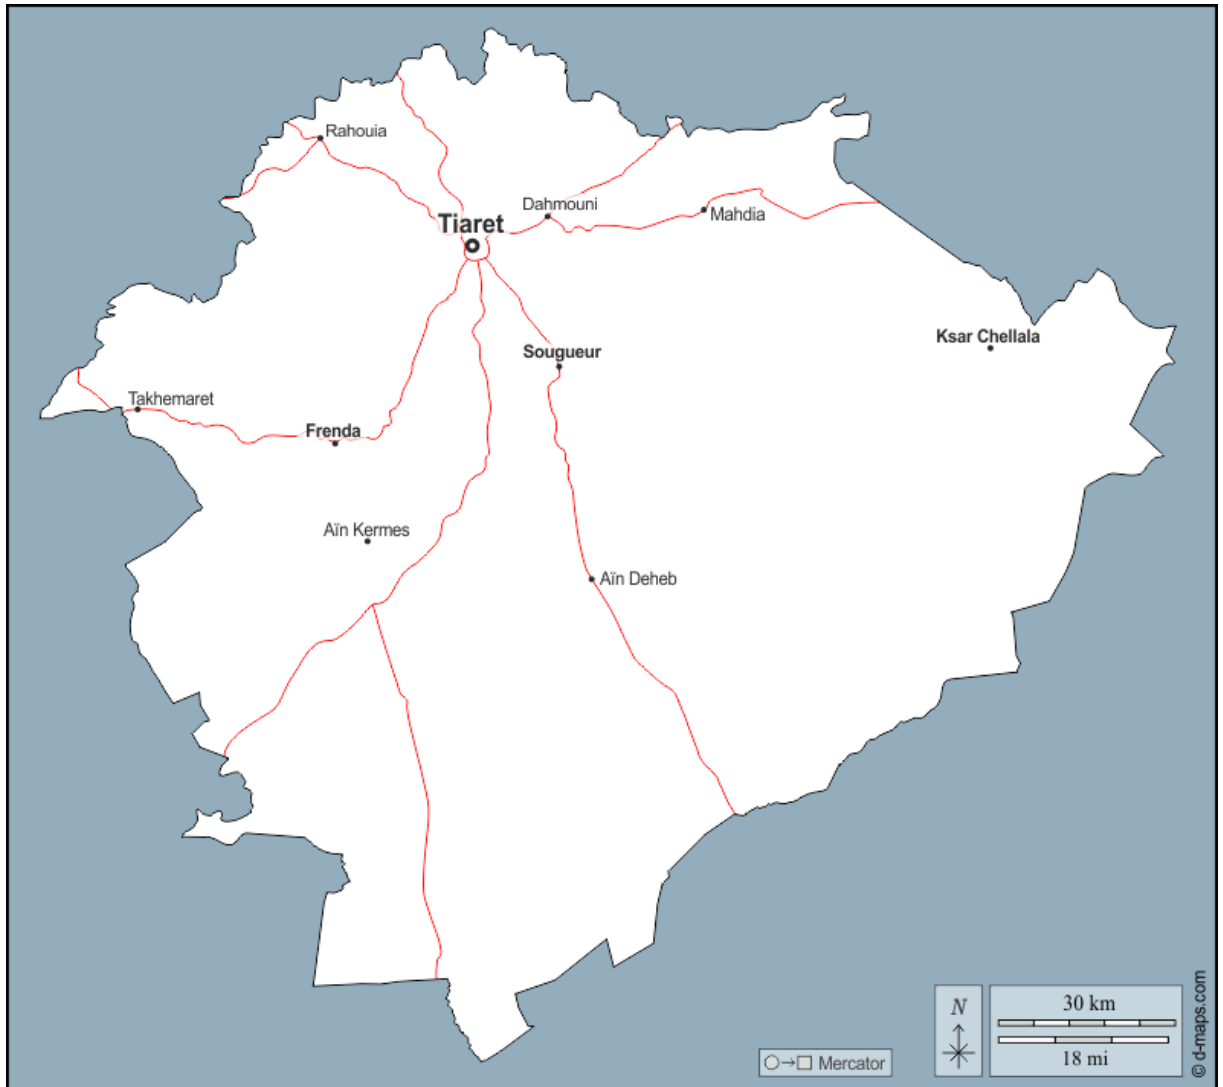 Rahouia
Dahmouni
Mahdia
Tiaret
Ksar Chellala
Sougueur
Takhemaret
Frenda
Aïn Kermes
Aïn Deheb
N
30 km
18 mi
Mercator
© d-maps.com